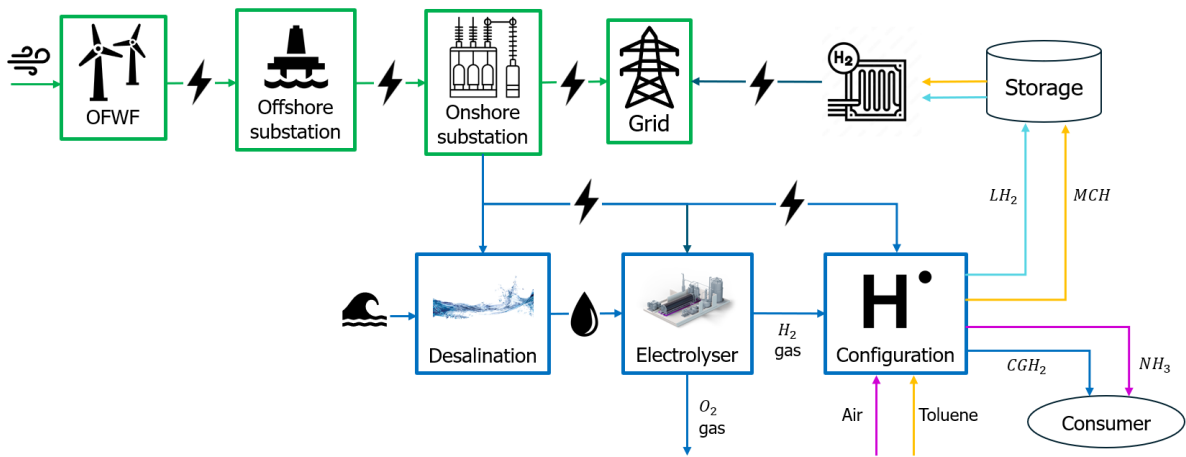 OFWF
Offshore
substation
Onshore
substation
Grid
H₂
Storage
LH₂
MCH
Desalination
Electrolyser
H₂
gas
H
Configuration
O₂
gas
Air
Toluene
CGH₂
NH₃
Consumer